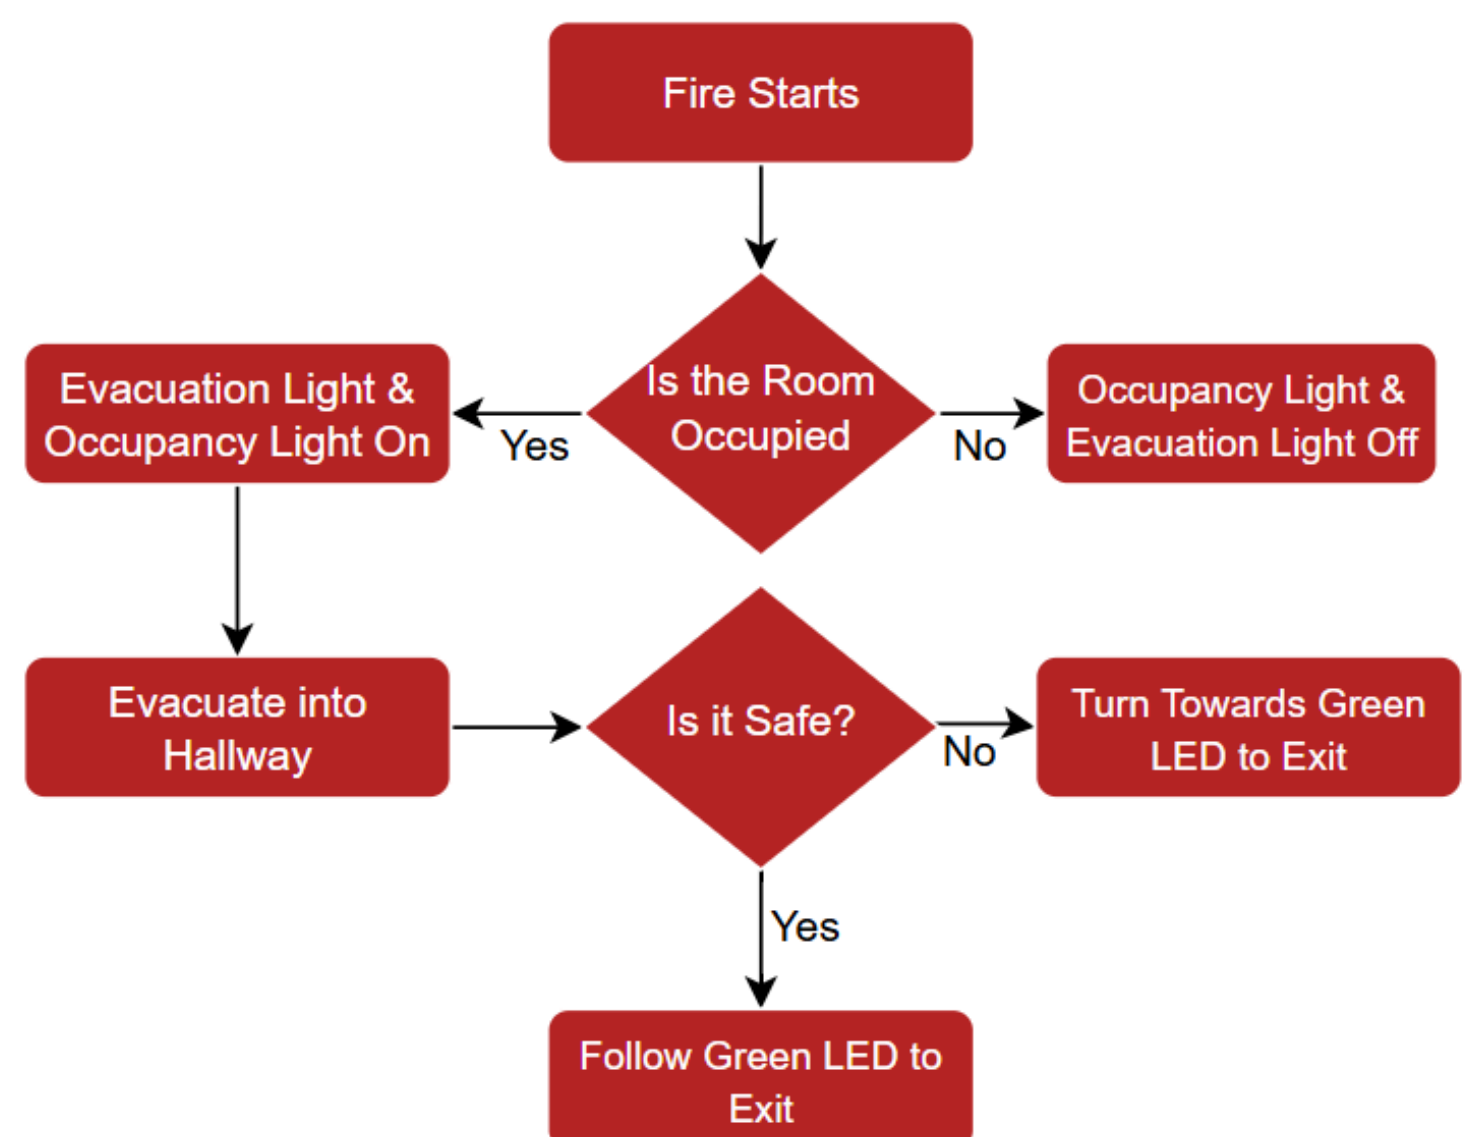 Fire Starts
Is the Room
Occupied
Evacuation Light &
Occupancy Light On
Yes
No
Occupancy Light &
Evacuation Light Off
Evacuate into
Hallway
Is it Safe?
No
Turn Towards Green
LED to Exit
Yes
Follow Green LED to
Exit